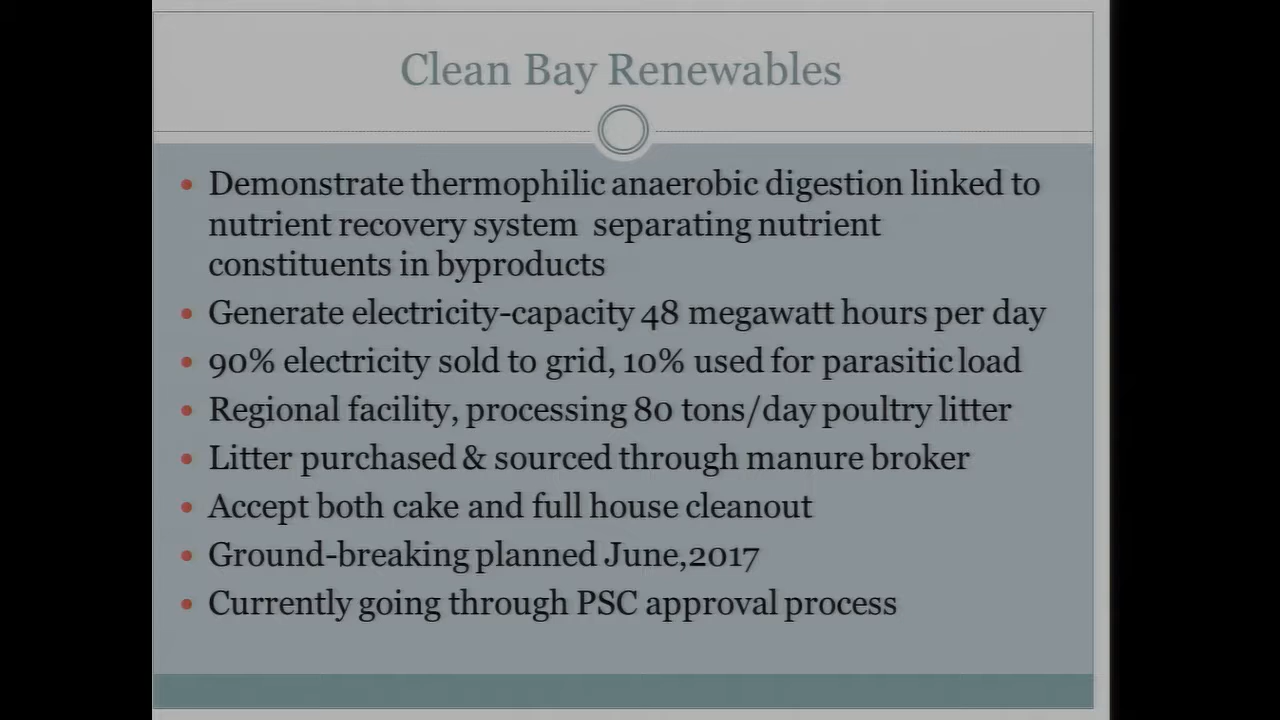 Clean Bay Renewables
• Demonstrate thermophilic anaerobic digestion linked to
nutrient recovery system separating nutrient
constituents in byproducts
• Generate electricity-capacity 48 megawatt hours per day
• 90% electricity sold to grid, 10% used for parasitic load
• Regional facility, processing 80 tons/day poultry litter
• Litter purchased & sourced through manure broker
• Accept both cake and full house cleanout
• Ground-breaking planned June,2017
• Currently going through PSC approval process